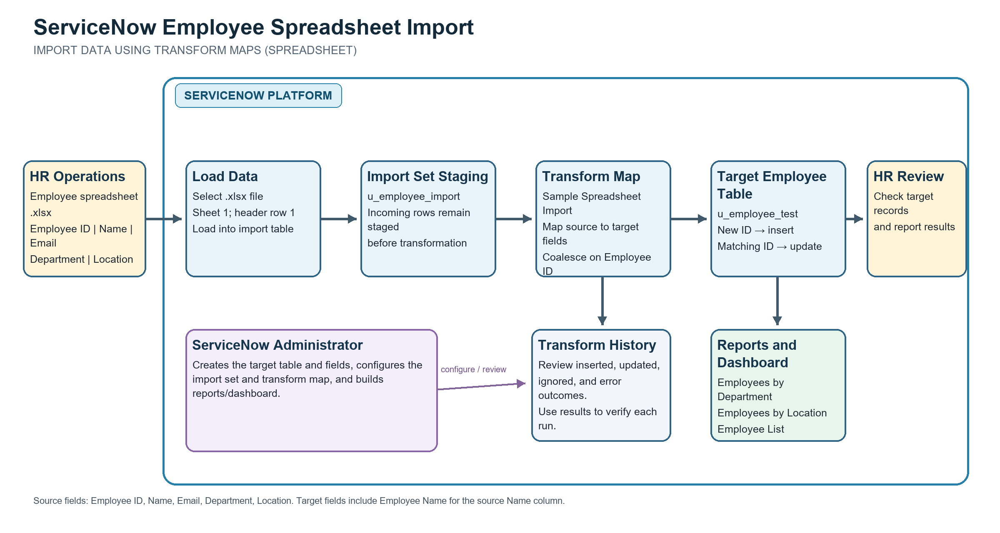 ServiceNow Employee Spreadsheet Import
IMPORT DATA USING TRANSFORM MAPS (SPREADSHEET)
SERVICENOW PLATFORM
HR Operations
Employee spreadsheet
.xlsx
Employee ID | Name |
Email
Department | Location
Load Data
Select .xlsx file
Sheet 1; header row 1
Load into import table
Import Set Staging
u_employee_import
Incoming rows remain
staged
before transformation
Transform Map
Sample Spreadsheet
Import
Map source to target
fields
Coalesce on Employee
ID
Target Employee
Table
u_employee_test
New ID → insert
Matching ID → update
HR Review
Check target
records
and report results
ServiceNow Administrator
Creates the target table and fields, configures the
import set and transform map, and builds
reports/dashboard.
configure / review
Transform History
Review inserted, updated,
ignored, and error
outcomes.
Use results to verify each
run.
Reports and
Dashboard
Employees by
Department
Employees by Location
Employee List
Source fields: Employee ID, Name, Email, Department, Location. Target fields include Employee Name for the source Name column.